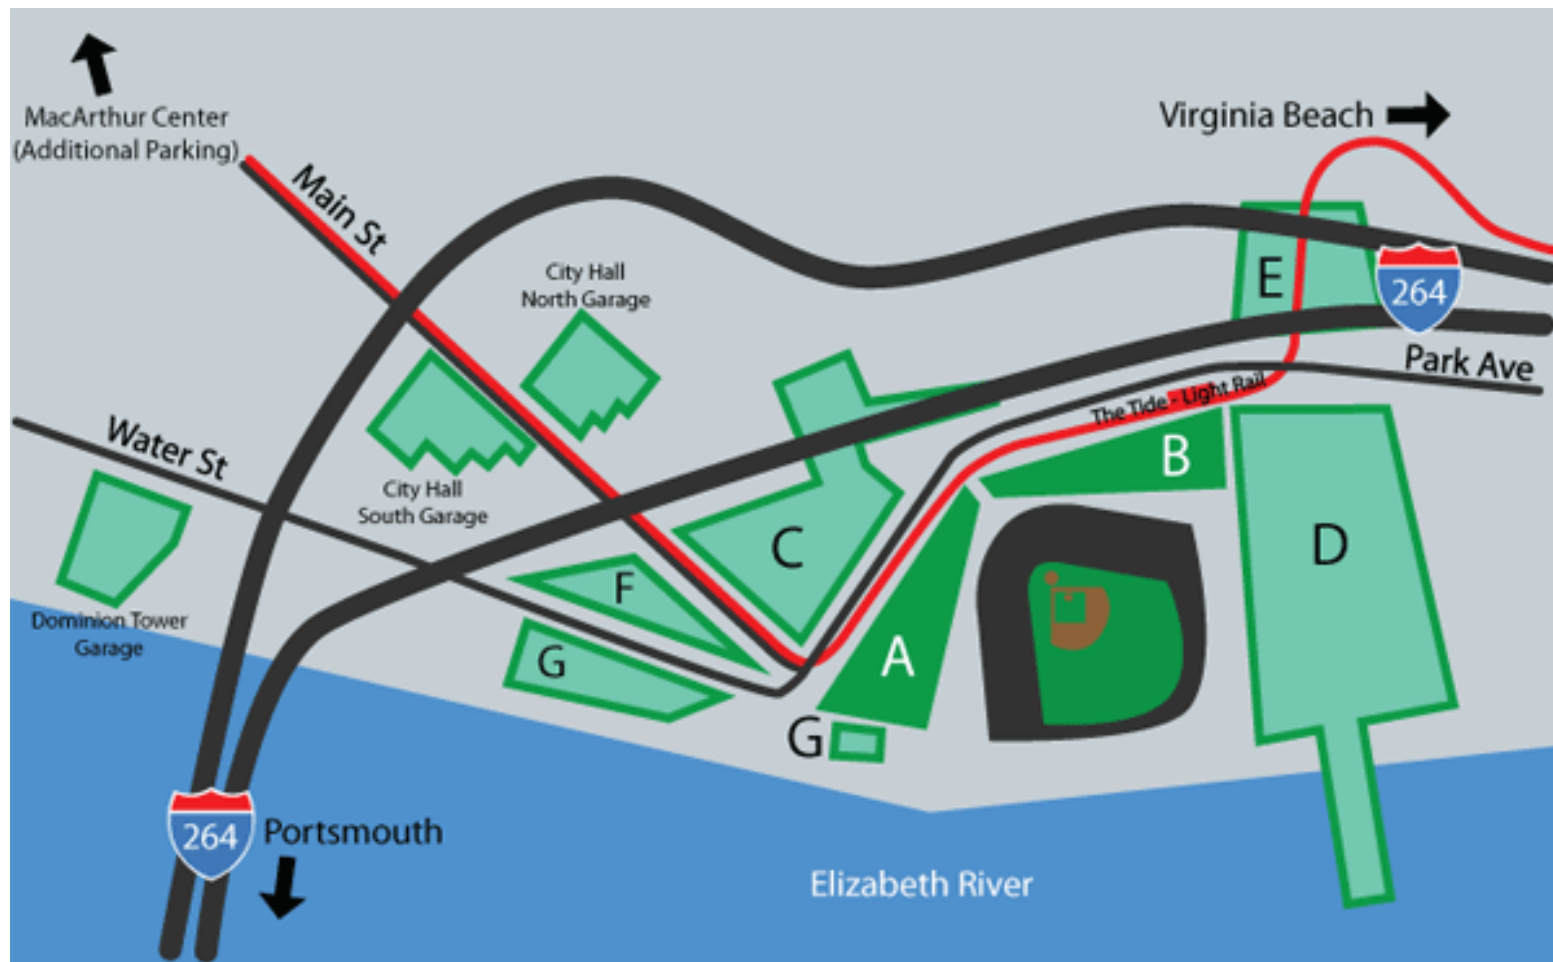 MacArthur Center
(Additional Parking)
Virginia Beach
Main St
City Hall
North Garage
E
264
Park Ave
The Tide - Light Rail
Water St
City Hall
South Garage
B
C
D
F
Dominion Tower
Garage
G
A
G
264
Portsmouth
Elizabeth River